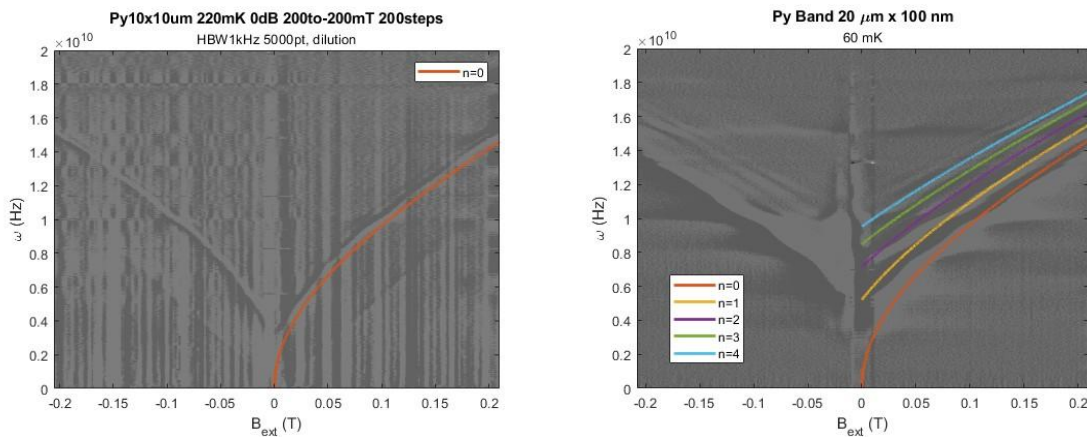 Py10x10um 220mK 0dB 200to-200mT 200steps
HBW1kHz 5000pt, dilution
×10¹⁰
2
1.8
1.6
1.4
1.2
1
0.8
0.6
0.4
0.2
0
ω (Hz)
n=0
-0.2 -0.15 -0.1 -0.05 0 0.05 0.1 0.15 0.2
B_ext (T)
Py Band 20 μm x 100 nm
60 mK
×10¹⁰
2
1.8
1.6
1.4
1.2
1
0.8
0.6
0.4
0.2
0
ω (Hz)
n=0
n=1
n=2
n=3
n=4
-0.2 -0.15 -0.1 -0.05 0 0.05 0.1 0.15 0.2
B_ext (T)